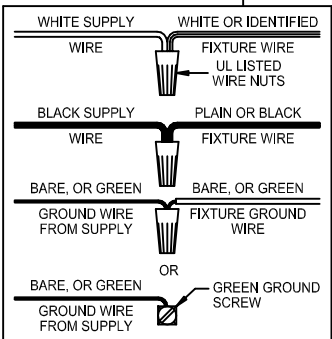 WHITE SUPPLY WHITE OR IDENTIFIED
WIRE FIXTURE WIRE
UL LISTED
WIRE NUTS
BLACK SUPPLY PLAIN OR BLACK
WIRE FIXTURE WIRE
BARE, OR GREEN BARE, OR GREEN
GROUND WIRE FIXTURE GROUND
FROM SUPPLY WIRE
OR
BARE, OR GREEN GREEN GROUND
GROUND WIRE SCREW
FROM SUPPLY